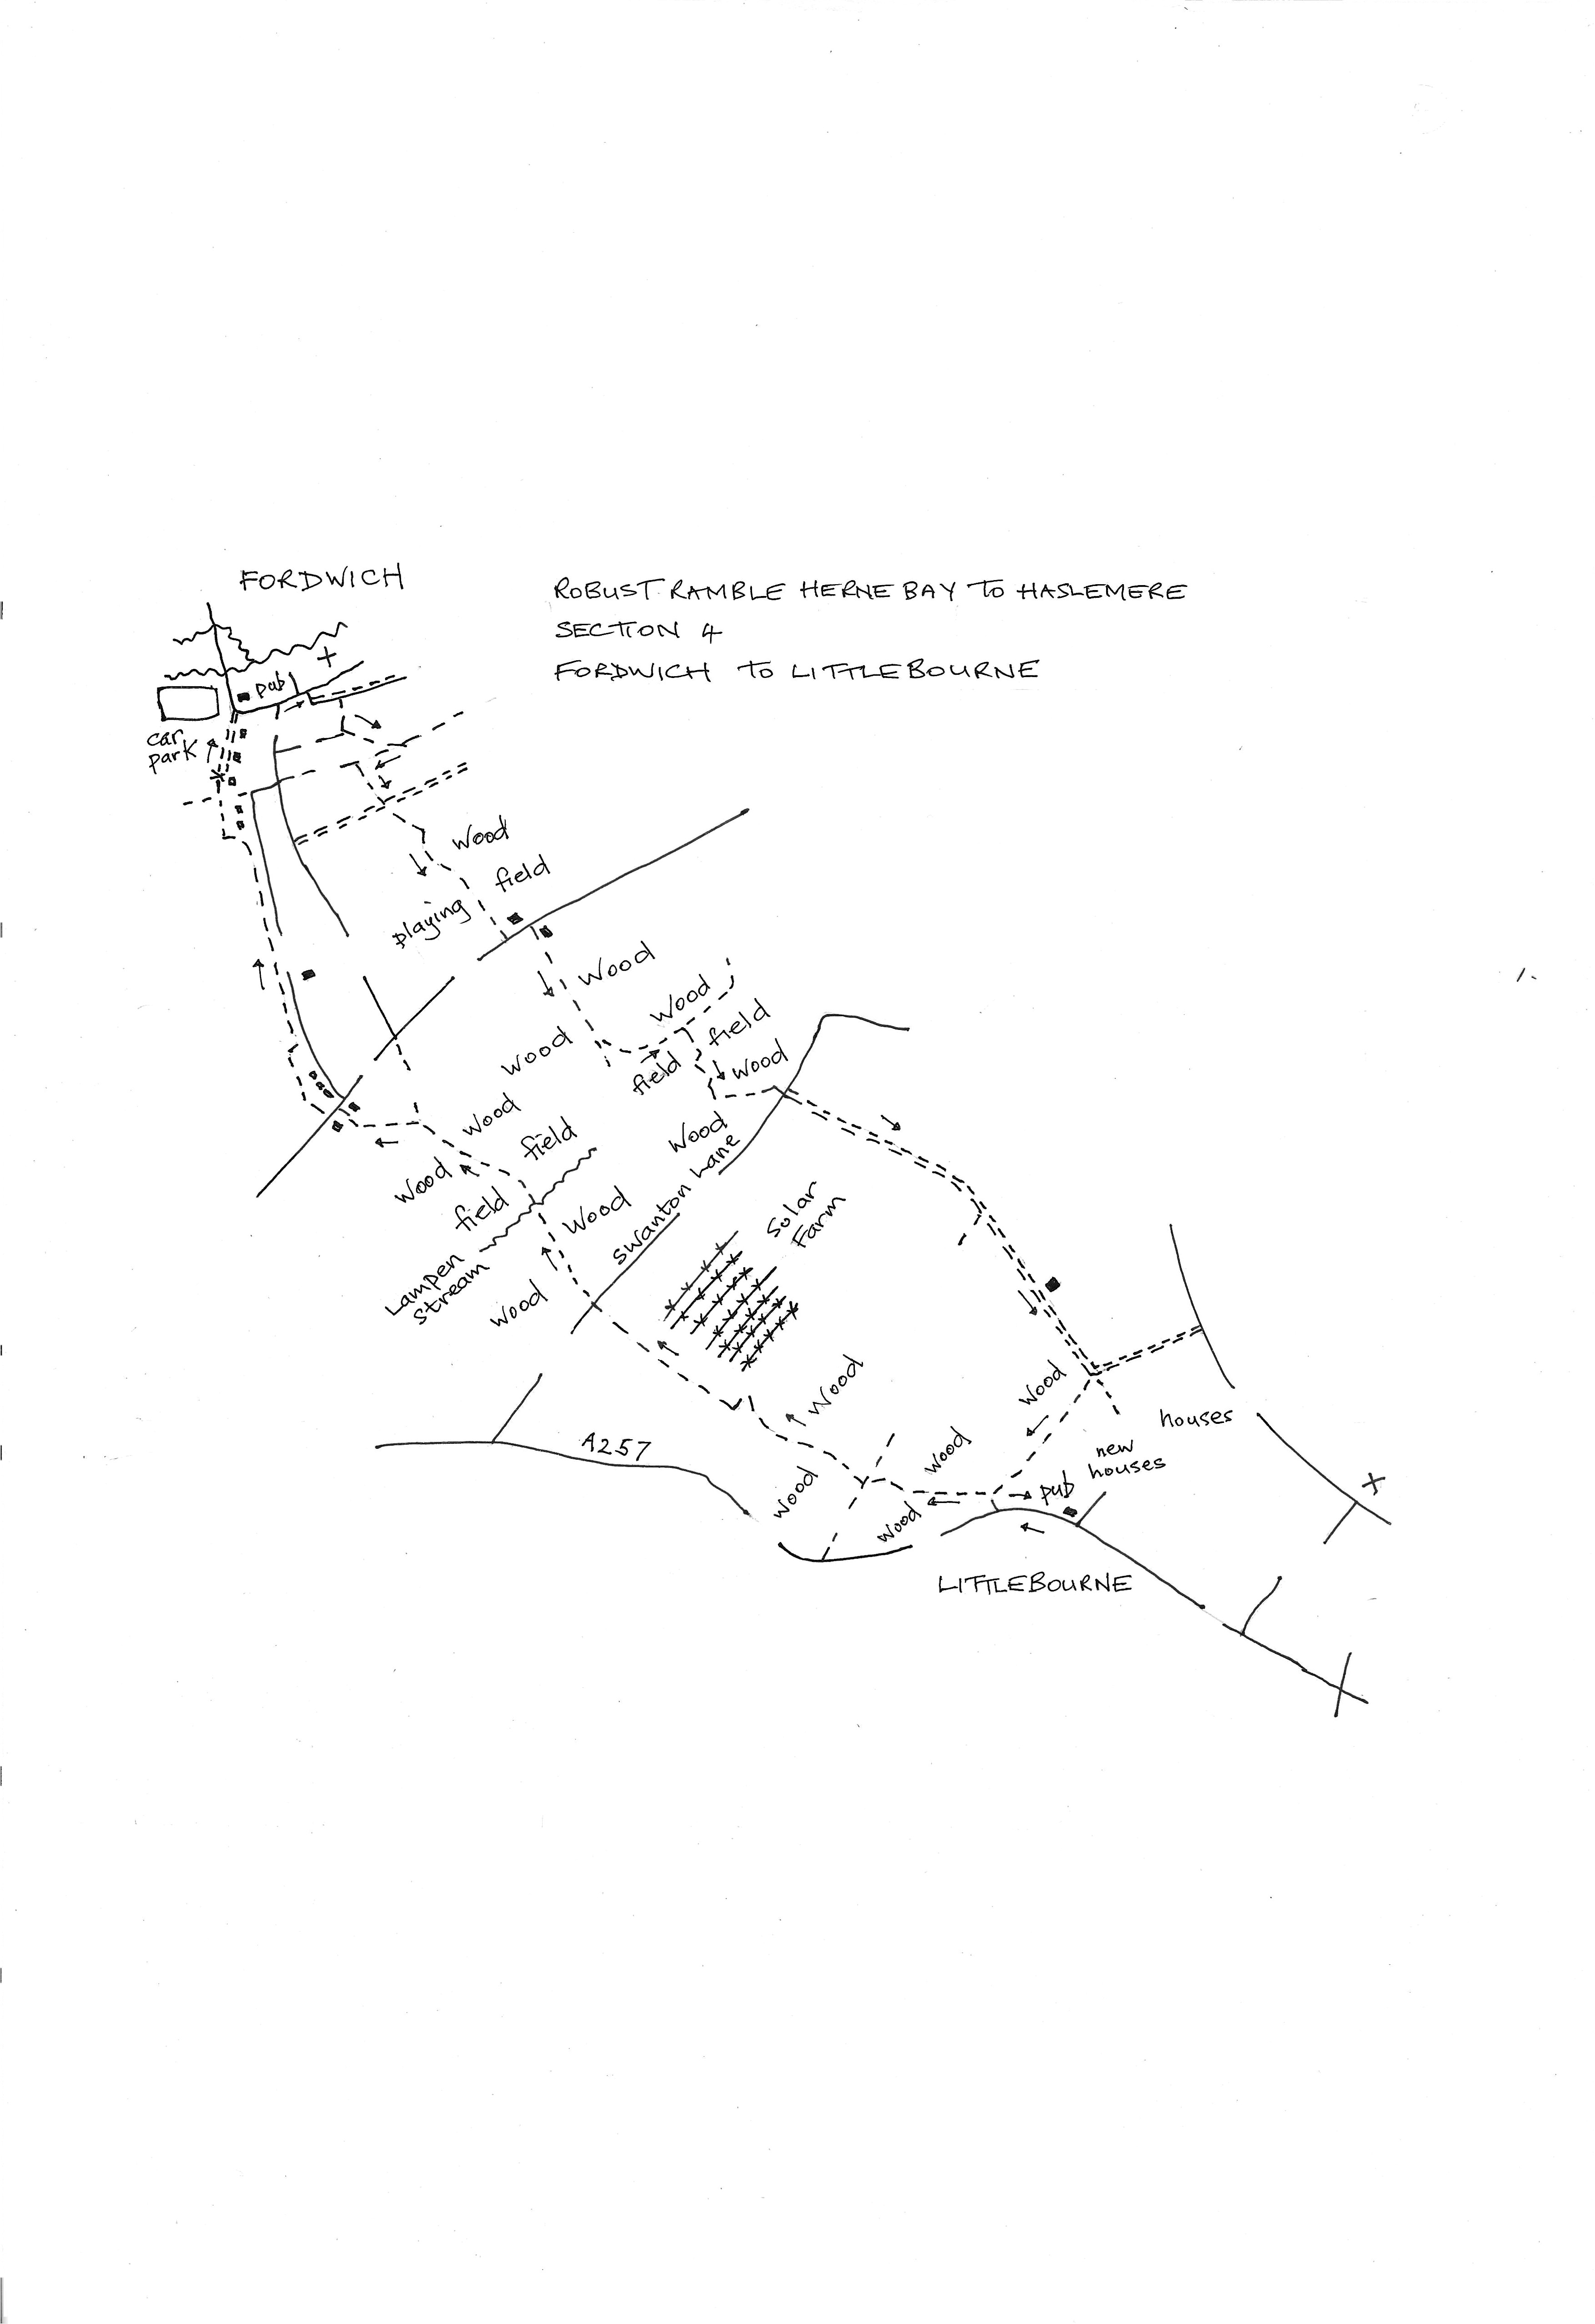 FORDWICH
ROBUST RAMBLE HERNE BAY TO HASLEMERE
SECTION 4
FORDWICH TO LITTLEBOURNE
pub
car
park
Wood
playing field
Wood
Wood
Wood
field
field
Wood
Wood
Wood
field
Wood
field
Swanton Lane
Wood
Lampen
Stream
Wood
Solar
Farm
Wood
Wood
houses
A257
Wood
new
houses
Wood
pub
Wood
LITTLEBOURNE